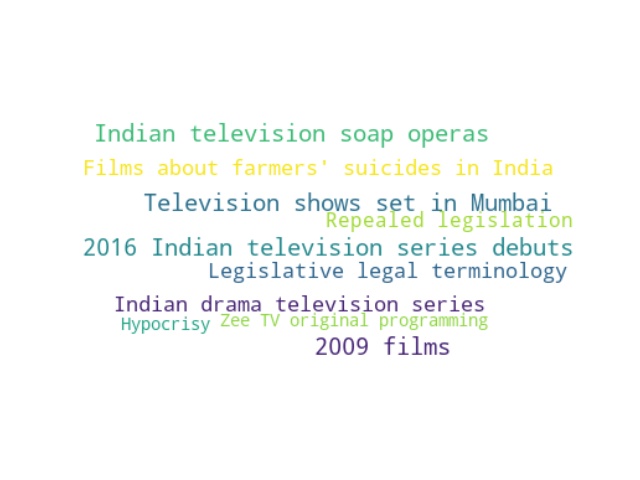 Indian television soap operas
Films about farmers' suicides in India
Television shows set in Mumbai
Repealed legislation
2016 Indian television series debuts
Legislative legal terminology
Indian drama television series
Hypocrisy
Zee TV original programming
2009 films